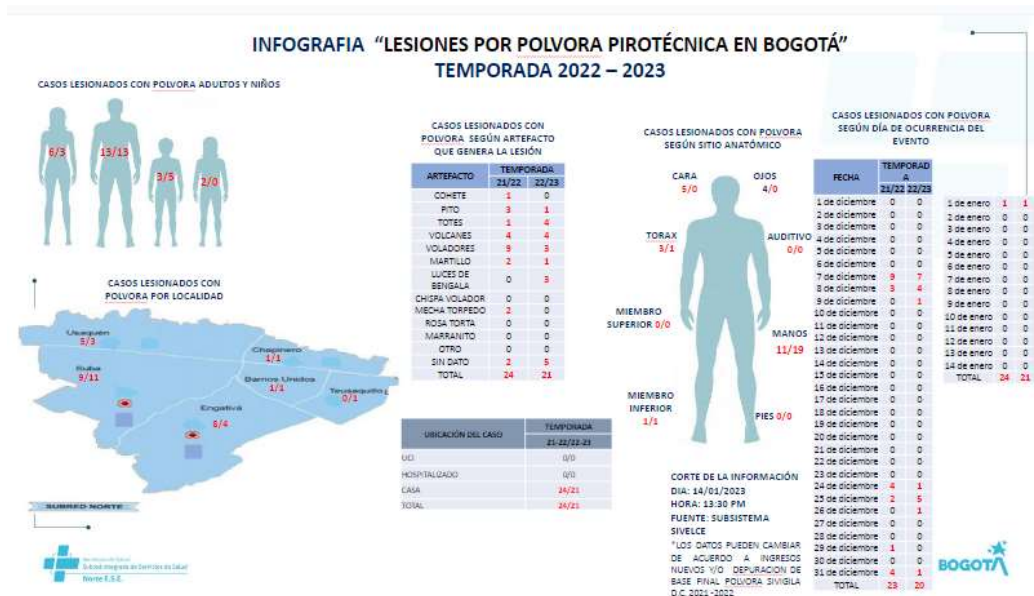 INFOGRAFIA “LESIONES POR POLVORA PIROTÉCNICA EN BOGOTÁ”
TEMPORADA 2022 – 2023
CASOS LESIONADOS CON POLVORA ADULTOS Y NIÑOS
6/3
13/13
3/5
2/0
CASOS LESIONADOS CON
POLVORA POR LOCALIDAD
Usaquén
5/3
Suba
9/11
Chapinero
1/1
Barrios Unidos
1/1
Teusaquillo
0/1
Engativá
8/4
SUBRED NORTE
CASOS LESIONADOS CON
POLVORA SEGÚN ARTEFACTO
QUE GENERA LA LESIÓN
ARTEFACTO TEMPORADA
21/22 22/23
COHETE 1 0
PITO 3 1
TOTES 1 4
VOLCANES 4 4
VOLADORES 9 3
MARTILLO 2 1
LUCES DE
BENGALA 0 3
CHISPA VOLADOR 0 0
MECHA TORPEDO 2 0
ROSA TORTA 0 0
MARRANITO 0 0
OTRO 0 0
SIN DATO 2 5
TOTAL 24 21
UBICACIÓN DEL CASO TEMPORADA
21-22/22-23
UCI 0/0
HOSPITALIZADO 0/0
CASA 24/21
TOTAL 24/21
CASOS LESIONADOS CON POLVORA
SEGÚN SITIO ANATÓMICO
CARA
5/0
OJOS
4/0
TORAX
3/1
AUDITIVO
0/0
MIEMBRO
SUPERIOR 0/0
MANOS
11/19
MIEMBRO
INFERIOR
1/1
PIES 0/0
CORTE DE LA INFORMACIÓN
DIA: 14/01/2023
HORA: 13:30 PM
FUENTE: SUBSISTEMA
SIVELCE
*LOS DATOS PUEDEN CAMBIAR
DE ACUERDO A INGRESOS
NUEVOS Y/O DEPURACION DE
BASE FINAL POLVORA SIVIGILA
D.C. 2021 -2022
CASOS LESIONADOS CON POLVORA
SEGÚN DÍA DE OCURRENCIA DEL
EVENTO
FECHA TEMPORAD
A
21/22 22/23
1 de diciembre 0 0
2 de diciembre 0 0
3 de diciembre 0 0
4 de diciembre 0 0
5 de diciembre 0 0
6 de diciembre 0 0
7 de diciembre 9 7
8 de diciembre 3 4
9 de diciembre 0 1
10 de diciembre 0 0
11 de diciembre 0 0
12 de diciembre 0 0
13 de diciembre 0 0
14 de diciembre 0 0
15 de diciembre 0 0
16 de diciembre 0 0
17 de diciembre 0 0
18 de diciembre 0 0
19 de diciembre 0 0
20 de diciembre 0 0
21 de diciembre 0 0
22 de diciembre 0 0
23 de diciembre 0 0
24 de diciembre 4 1
25 de diciembre 2 5
26 de diciembre 0 1
27 de diciembre 0 0
28 de diciembre 0 0
29 de diciembre 1 0
30 de diciembre 0 0
31 de diciembre 4 1
TOTAL 23 20
1 de enero 1 1
2 de enero 0 0
3 de enero 0 0
4 de enero 0 0
5 de enero 0 0
6 de enero 0 0
7 de enero 0 0
8 de enero 0 0
9 de enero 0 0
10 de enero 0 0
11 de enero 0 0
12 de enero 0 0
13 de enero 0 0
14 de enero 0 0
TOTAL 24 21
Subred Integrada de Servicios de Salud
Norte E.S.E.
BOGOTÁ